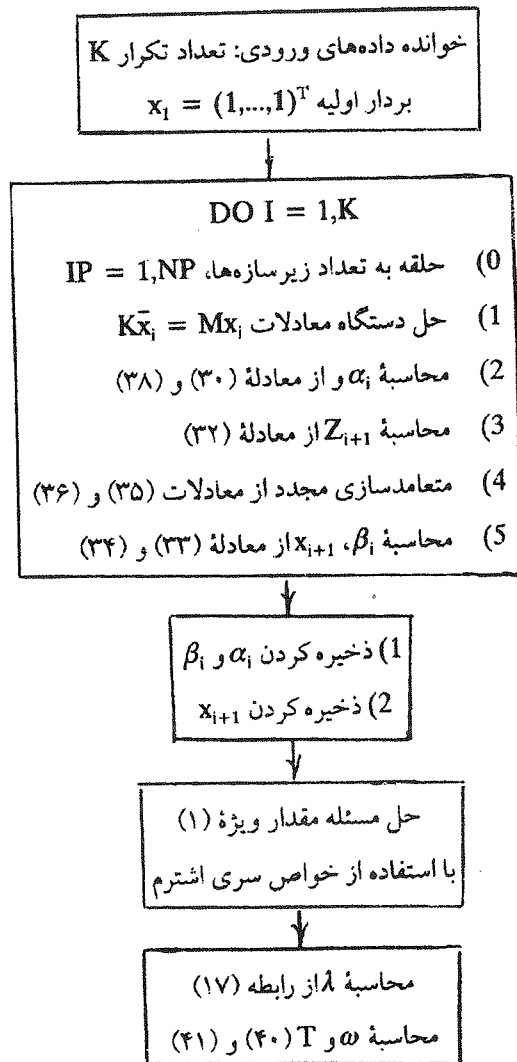 خوانده داده‌های ورودی: تعداد تکرار K
بردار اولیه x₁ = (1,...,1)ᵀ
DO I = 1,K
0) حلقه به تعداد زیرسازه‌ها، IP = 1,NP
1) حل دستگاه معادلات Kx̄ᵢ = Mxᵢ
2) محاسبهٔ αᵢ و از معادلهٔ (۳۰) و (۳۸)
3) محاسبهٔ Zᵢ₊₁ از معادلهٔ (۳۲)
4) متعامدسازی مجدد از معادلات (۳۵) و (۳۶)
5) محاسبهٔ xᵢ₊₁، βᵢ از معادلهٔ (۳۳) و (۳۴)
1) ذخیره کردن αᵢ و βᵢ
2) ذخیره کردن xᵢ₊₁
حل مسئله مقدار ویژهٔ (۱)
با استفاده از خواص سری اشترم
محاسبهٔ λ از رابطه (۱۷)
محاسبهٔ ω و T (۴۰) و (۴۱)